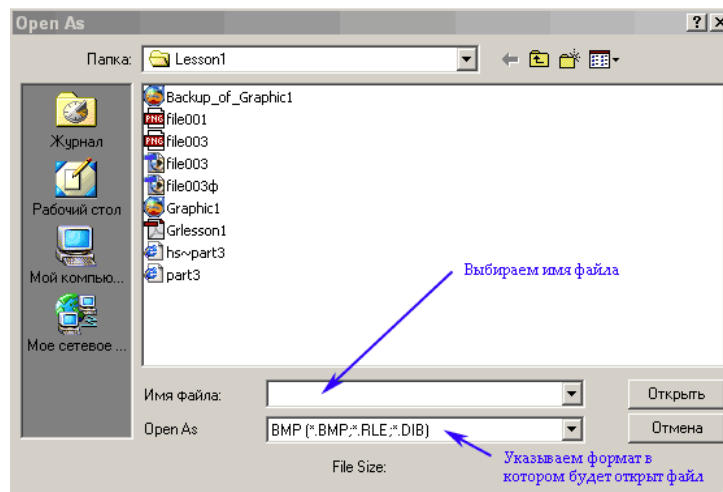 Open As
Папка: Lesson1
Backup_of_Graphic1
file001
file003
file003
file003ф
Graphic1
Grlesson1
hs~part3
part3
Журнал
Рабочий стол
Мой компью...
Мое сетевое ...
Выбираем имя файла
Имя файла: Открыть
Open As BMP (*.BMP;*.RLE;*.DIB) Отмена
File Size:
Указываем формат в
котором будет открыт файл